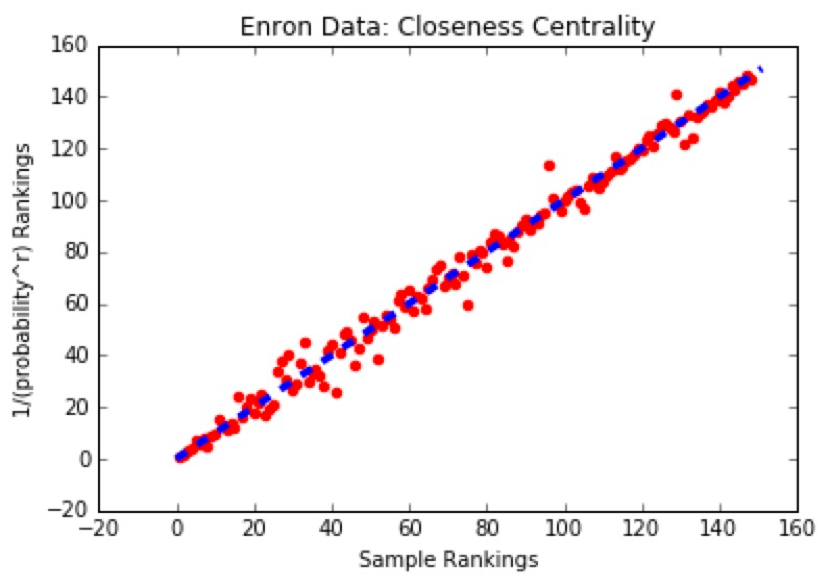 Enron Data: Closeness Centrality
160
140
120
100
80
60
40
20
0
−20
1/(probability^r) Rankings
−20 0 20 40 60 80 100 120 140 160
Sample Rankings